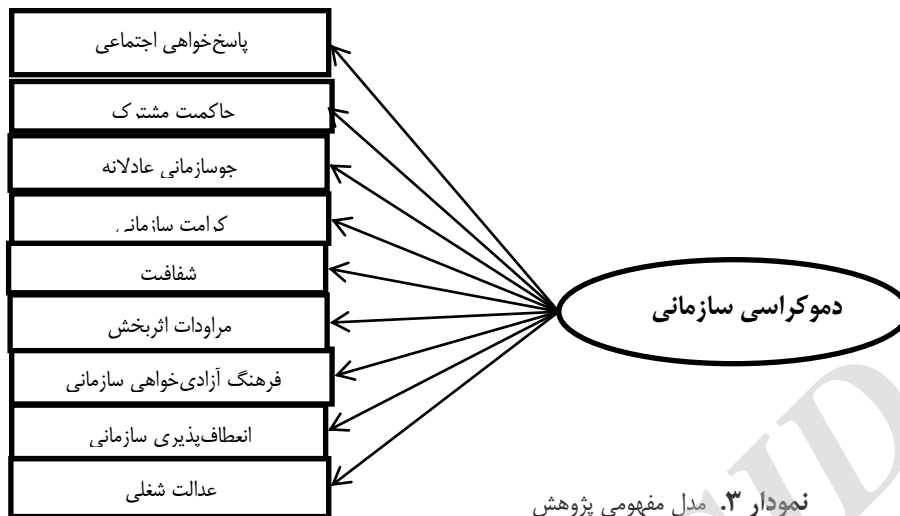 پاسخ‌خواهی اجتماعی
حاکمیت مشترک
جوسازمانی عادلانه
کرامت سازمانی
شفافیت
مراودات اثربخش
فرهنگ آزادی‌خواهی سازمانی
انعطاف‌پذیری سازمانی
عدالت شغلی
دموکراسی سازمانی
نمودار ۳. مدل مفهومی پژوهش
SID